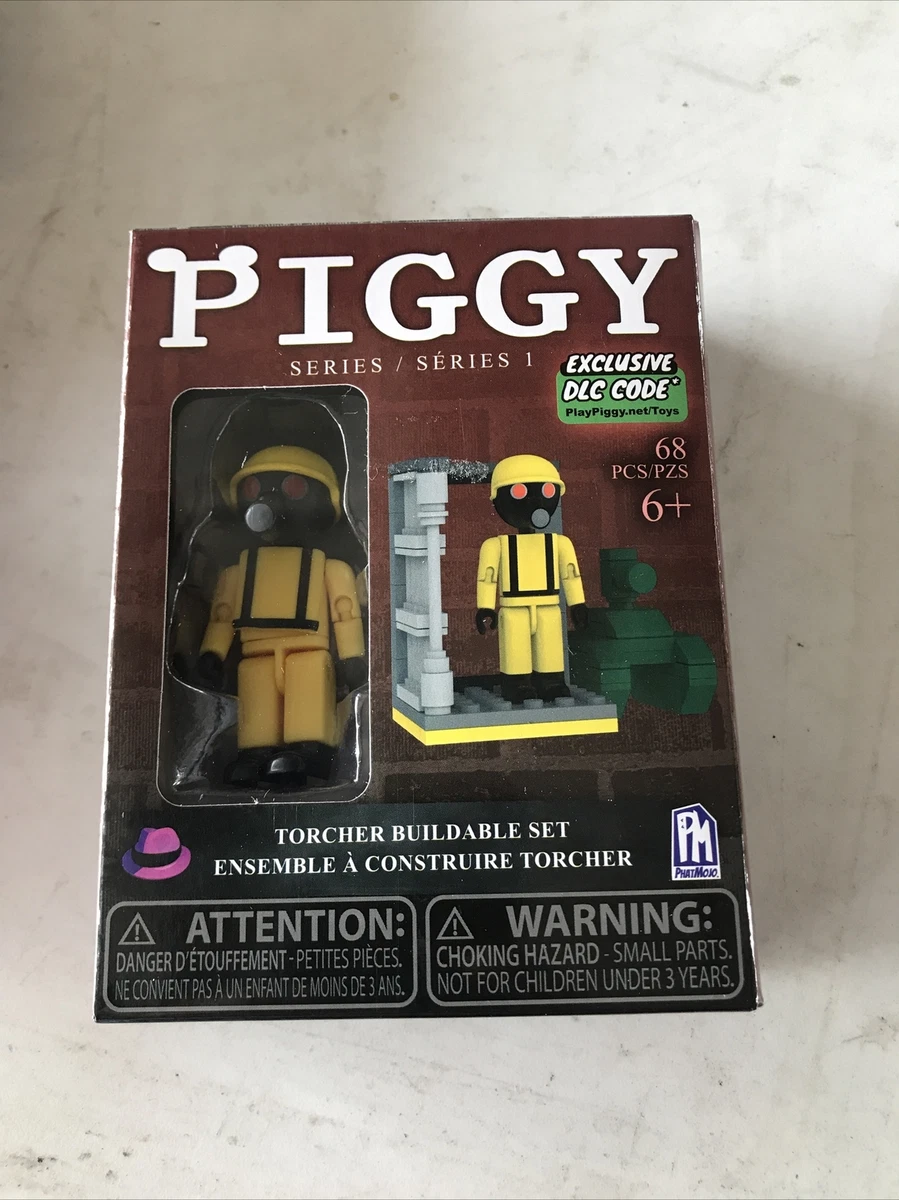 PIGGY
SERIES / SÉRIES 1
EXCLUSIVE
DLC CODE*
PlayPiggy.net/Toys
68
PCS/PZS
6+
TORCHER BUILDABLE SET
ENSEMBLE À CONSTRUIRE TORCHER
PM
PHATMOJO.
ATTENTION:
DANGER D'ÉTOUFFEMENT - PETITES PIÈCES.
NE CONVIENT PAS À UN ENFANT DE MOINS DE 3 ANS.
WARNING:
CHOKING HAZARD - SMALL PARTS.
NOT FOR CHILDREN UNDER 3 YEARS.